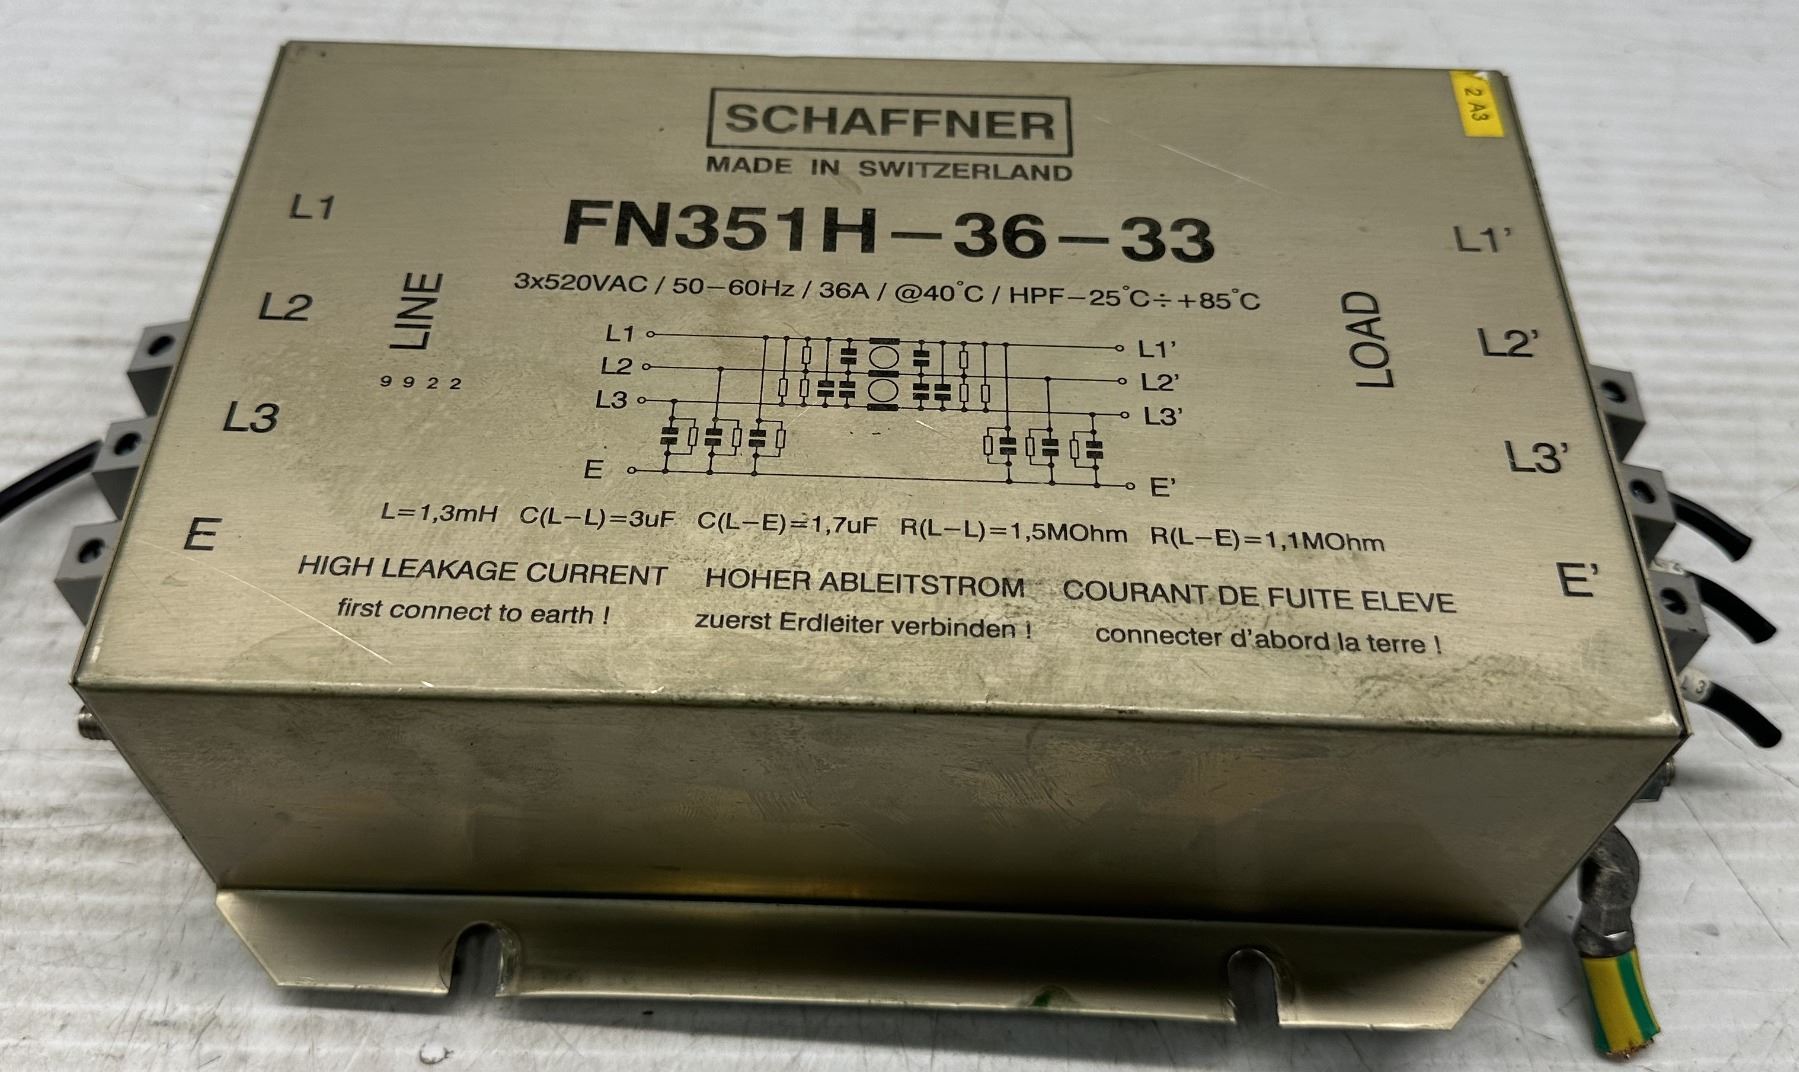 SCHAFFNER
MADE IN SWITZERLAND
2 A3
FN351H-36-33
3x520VAC / 50-60Hz / 36A / @40°C / HPF-25°C÷+85°C
L1
L2
L3
E
LINE
9922
L1
L2
L3
E
L1'
L2'
L3'
E'
LOAD
L1'
L2'
L3'
E'
L=1,3mH C(L-L)=3uF C(L-E)=1,7uF R(L-L)=1,5MOhm R(L-E)=1,1MOhm
HIGH LEAKAGE CURRENT HOHER ABLEITSTROM COURANT DE FUITE ELEVE
first connect to earth ! zuerst Erdleiter verbinden ! connecter d'abord la terre !
L 3